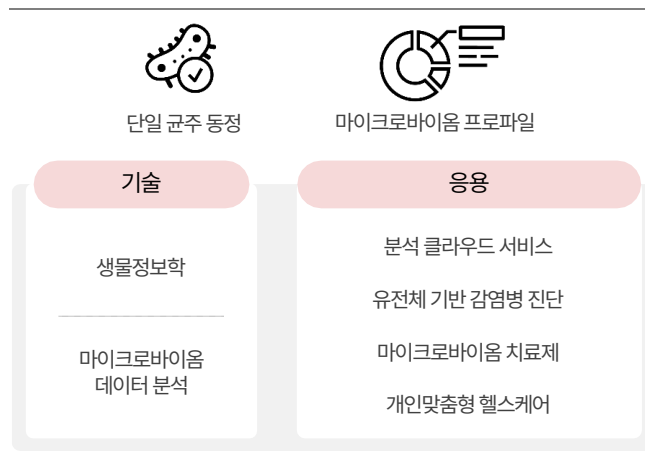 단일 균주 동정
마이크로바이옴 프로파일
기술
생물정보학
마이크로바이옴
데이터 분석
응용
분석 클라우드 서비스
유전체 기반 감염병 진단
마이크로바이옴 치료제
개인맞춤형 헬스케어